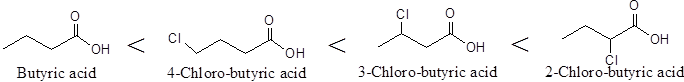 O
OH
<
Cl
O
OH
<
Cl
O
OH
<
O
OH
Cl
Butyric acid
4-Chloro-butyric acid
3-Chloro-butyric acid
2-Chloro-butyric acid